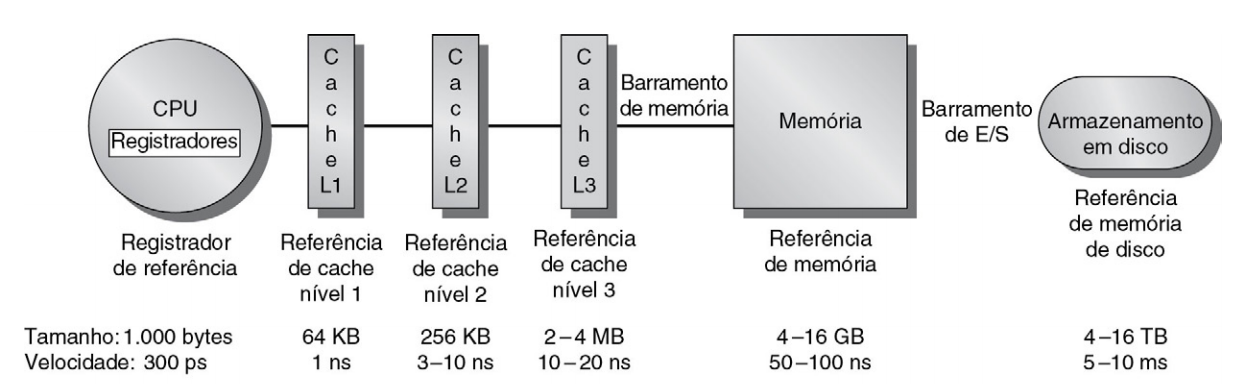 CPU
Registradores
Cache L1
Cache L2
Cache L3
Barramento
de memória
Memória
Barramento
de E/S
Armazenamento
em disco
Registrador
de referência
Referência
de cache
nível 1
Referência
de cache
nível 2
Referência
de cache
nível 3
Referência
de memória
Referência
de memória
de disco
Tamanho: 1.000 bytes 64 KB 256 KB 2–4 MB 4–16 GB 4–16 TB
Velocidade: 300 ps 1 ns 3–10 ns 10–20 ns 50–100 ns 5–10 ms